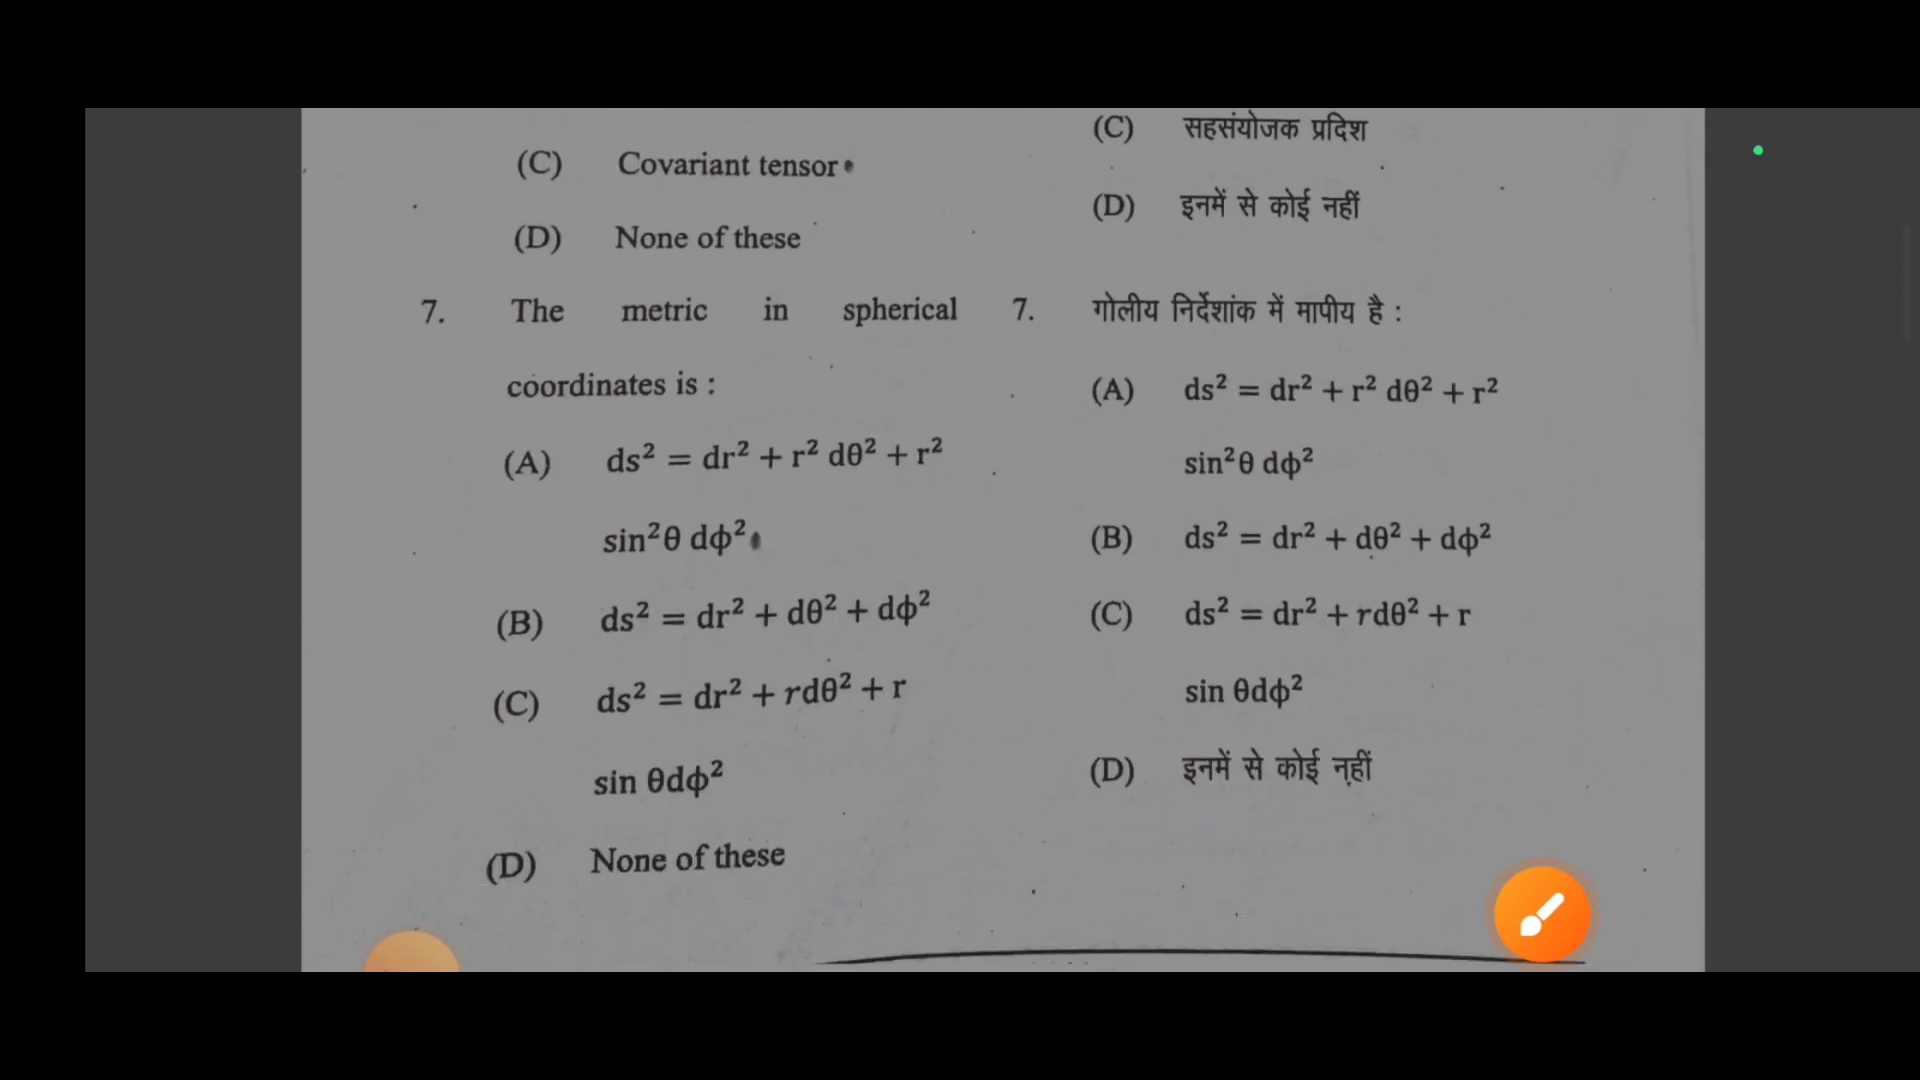 (C) Covariant tensor
(D) None of these
7. The metric in spherical
coordinates is :
(A) ds² = dr² + r² dθ² + r²
sin²θ dϕ²
(B) ds² = dr² + dθ² + dϕ²
(C) ds² = dr² + rdθ² + r
sin θdϕ²
(D) None of these
(C) सहसंयोजक प्रदिश
(D) इनमें से कोई नहीं
7. गोलीय निर्देशांक में मापीय है :
(A) ds² = dr² + r² dθ² + r²
sin²θ dϕ²
(B) ds² = dr² + dθ² + dϕ²
(C) ds² = dr² + rdθ² + r
sin θdϕ²
(D) इनमें से कोई नहीं